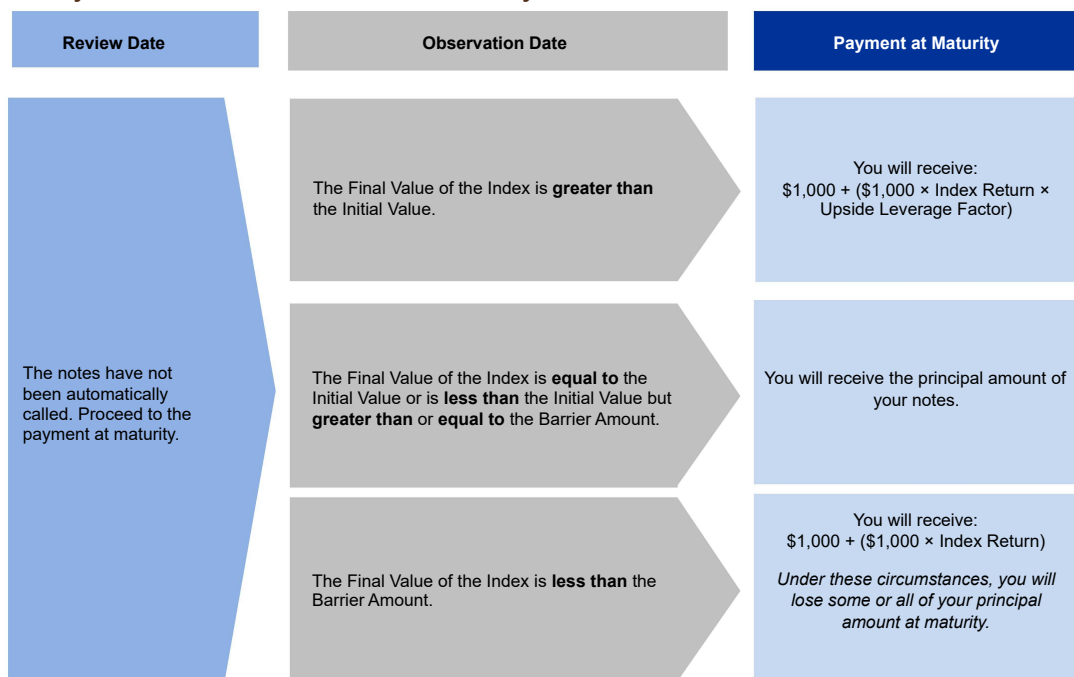 Review Date
Observation Date
Payment at Maturity
The notes have not
been automatically
called. Proceed to the
payment at maturity.
The Final Value of the Index is greater than
the Initial Value.
You will receive:
$1,000 + ($1,000 × Index Return ×
Upside Leverage Factor)
The Final Value of the Index is equal to the
Initial Value or is less than the Initial Value but
greater than or equal to the Barrier Amount.
You will receive the principal amount of
your notes.
The Final Value of the Index is less than the
Barrier Amount.
You will receive:
$1,000 + ($1,000 × Index Return)
Under these circumstances, you will
lose some or all of your principal
amount at maturity.